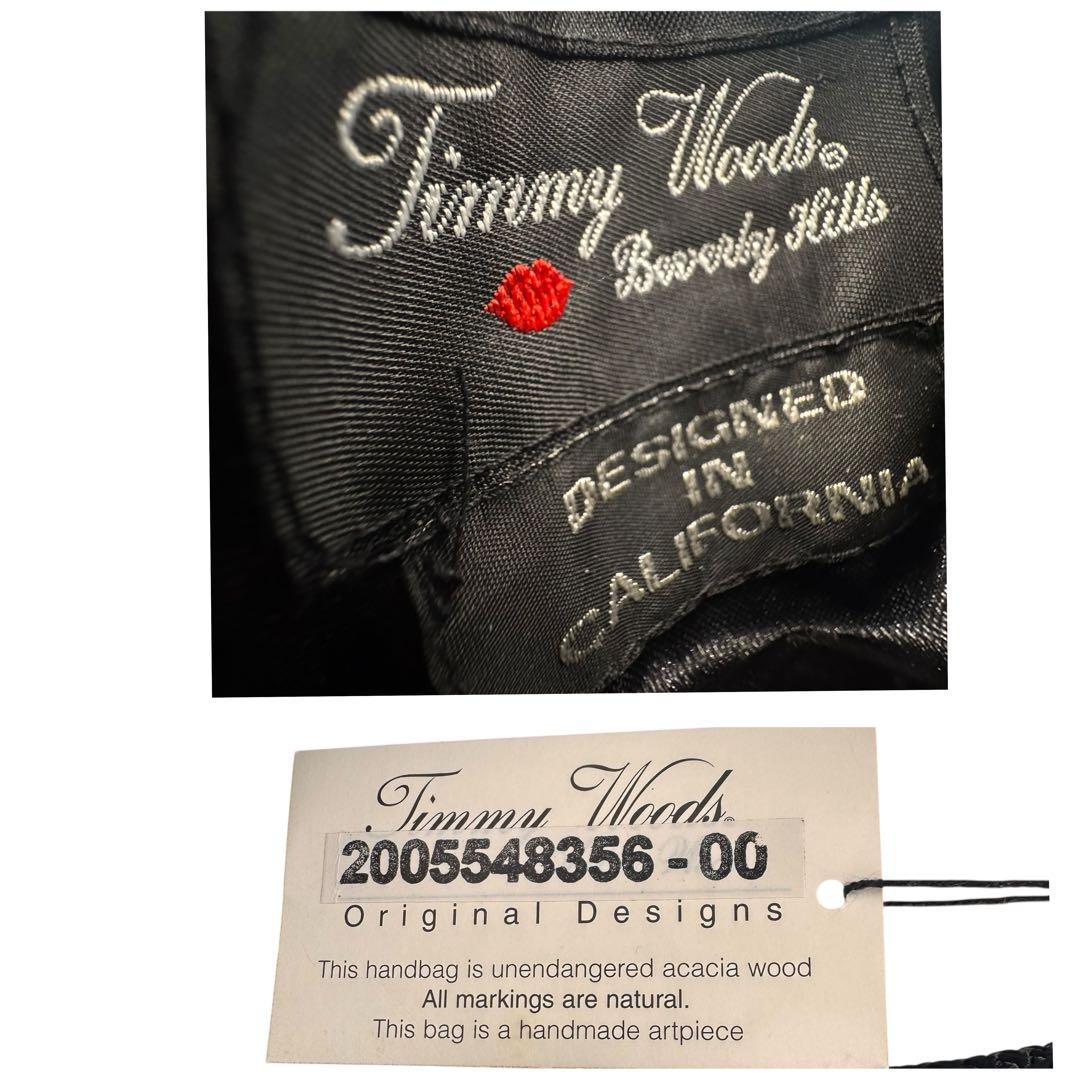 Timmy Woods®
Beverly Hills
DESIGNED
IN
CALIFORNIA
Timmy Woods®
2005548356-00
Original Designs
This handbag is unendangered acacia wood
All markings are natural.
This bag is a handmade artpiece